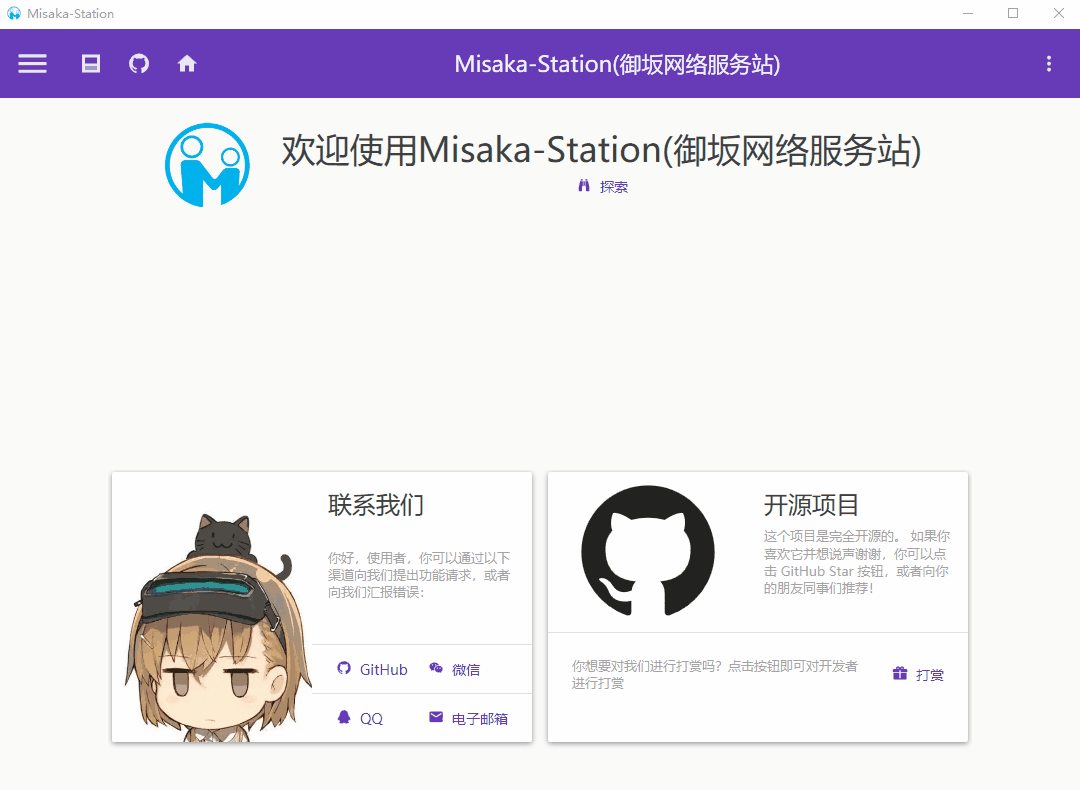 Misaka-Station
Misaka-Station(御坂网络服务站)
欢迎使用Misaka-Station(御坂网络服务站)
探索
联系我们
你好，使用者，你可以通过以下
渠道向我们提出功能请求，或者
向我们汇报错误：
GitHub
微信
QQ
电子邮箱
开源项目
这个项目是完全开源的。 如果你
喜欢它并想说声谢谢，你可以点
击 GitHub Star 按钮，或者向你
的朋友同事们推荐！
你想要对我们进行打赏吗？点击按钮即可对开发者
进行打赏
打赏